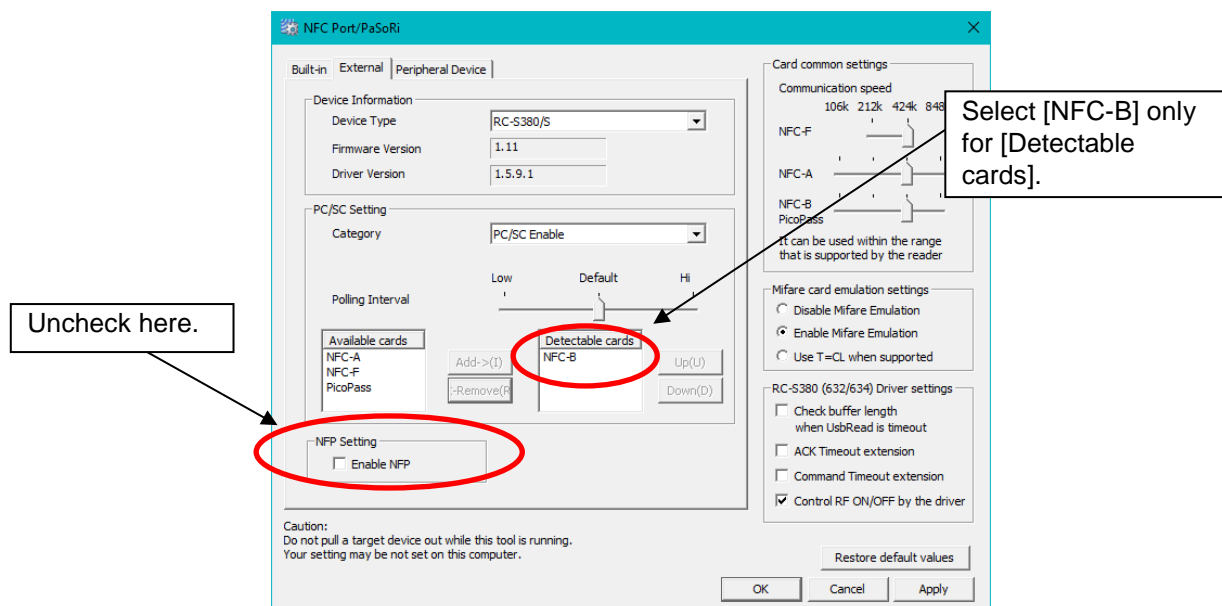 NFC Port/PaSoRi
Built-in External Peripheral Device
Device Information
Device Type RC-S380/S
Firmware Version 1.11
Driver Version 1.5.9.1
PC/SC Setting
Category PC/SC Enable
Low Default Hi
Polling Interval
Available cards
NFC-A
NFC-F
PicoPass
Add->(I)
:-Remove(R
Detectable cards
NFC-B
Up(U)
Down(D)
NFP Setting
Enable NFP
Caution:
Do not pull a target device out while this tool is running.
Your setting may be not set on this computer.
Card common settings
Communication speed
106k 212k 424k 848
NFC-F
NFC-A
NFC-B
PicoPass
It can be used within the range
that is supported by the reader
Mifare card emulation settings
Disable Mifare Emulation
Enable Mifare Emulation
Use T=CL when supported
RC-S380 (632/634) Driver settings
Check buffer length
when UsbRead is timeout
ACK Timeout extension
Command Timeout extension
Control RF ON/OFF by the driver
Restore default values
OK Cancel Apply
Uncheck here.
Select [NFC-B] only
for [Detectable
cards].